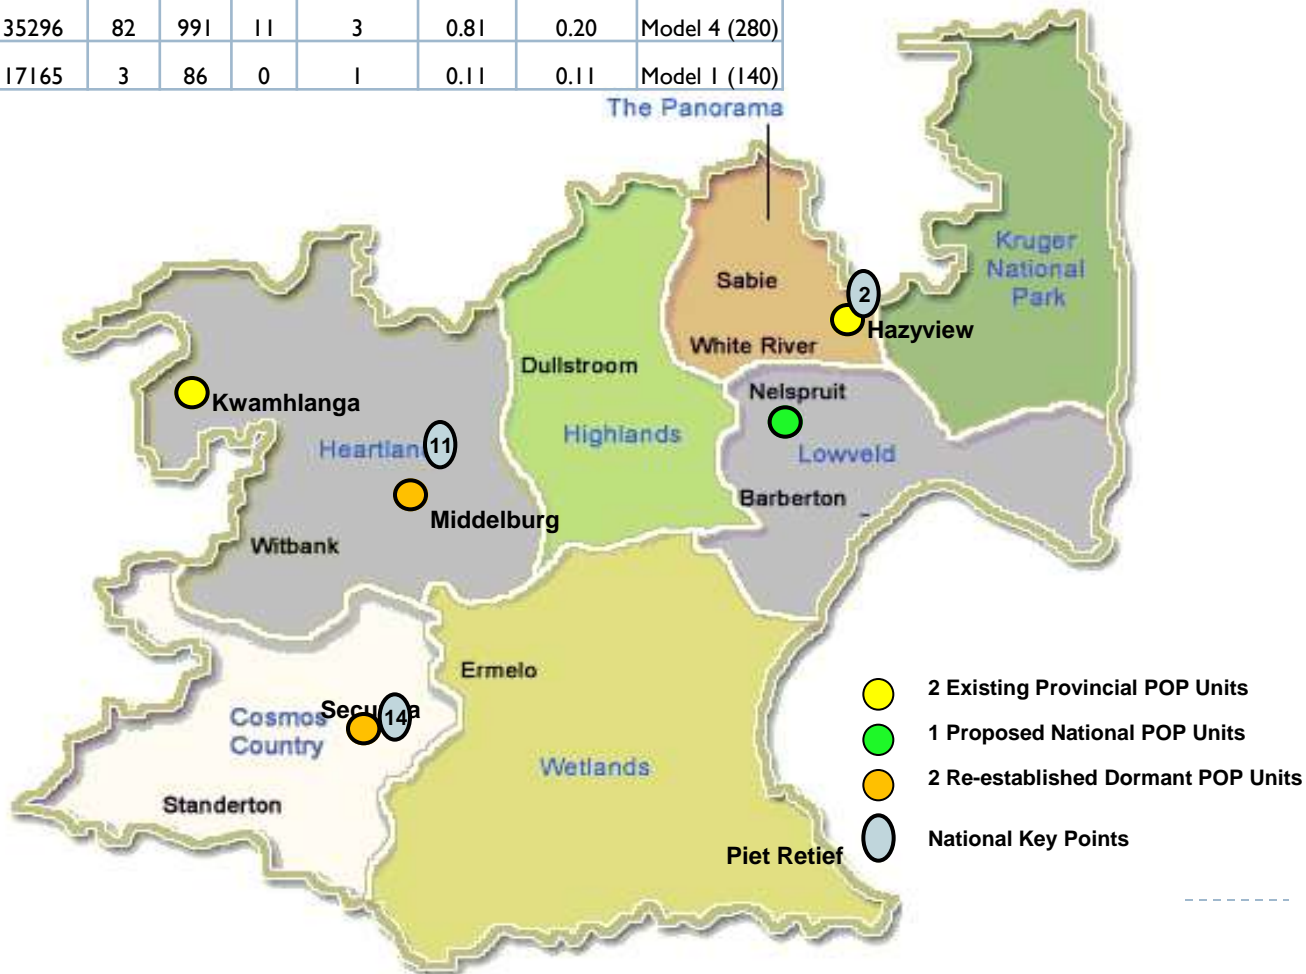 35296 82 991 11 3 0.81 0.20 Model 4 (280)
17165 3 86 0 1 0.11 0.11 Model 1 (140)
The Panorama
Kruger
National
Park
Sabie
2
Hazyview
White River
Dullstroom
Nelspruit
Kwamhlanga
Heartlan
11
Highlands
Lowveld
Barberton
Middelburg
Witbank
Ermelo
Cosmos
Country
14
Standerton
Wetlands
Piet Retief
2 Existing Provincial POP Units
1 Proposed National POP Units
2 Re-established Dormant POP Units
National Key Points